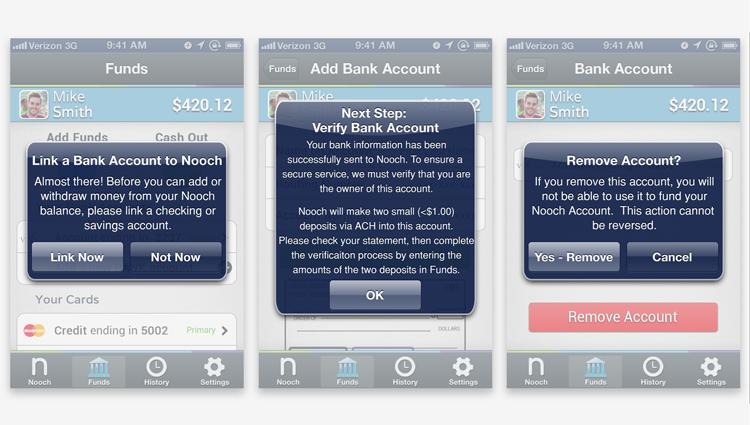 Verizon 3G 9:41 AM
Funds
Mike
Smith
$420.12
Add Funds Cash Out
Link a Bank Account to Nooch
Almost there! Before you can add or
withdraw money from your Nooch
balance, please link a checking or
savings account.
Link Now Not Now
Your Cards
Credit ending in 5002 Primary
Nooch Funds History Settings
Verizon 3G 9:41 AM
Funds Add Bank Account
Mike
Smith
$420.12
Next Step:
Verify Bank Account
Your bank information has been
successfully sent to Nooch. To ensure a
secure service, we must verify that you are
the owner of this account.
Nooch will make two small (<$1.00)
deposits via ACH into this account.
Please check your statement, then complete
the verificaiton process by entering the
amounts of the two deposits in Funds.
OK
DOLLARS
Nooch Funds History Settings
Verizon 3G 9:41 AM
Funds Bank Account
Mike
Smith
$420.12
Remove Account?
If you remove this account, you will
not be able to use it to fund your
Nooch Account. This action cannot
be reversed.
Yes - Remove Cancel
Remove Account
Nooch Funds History Settings